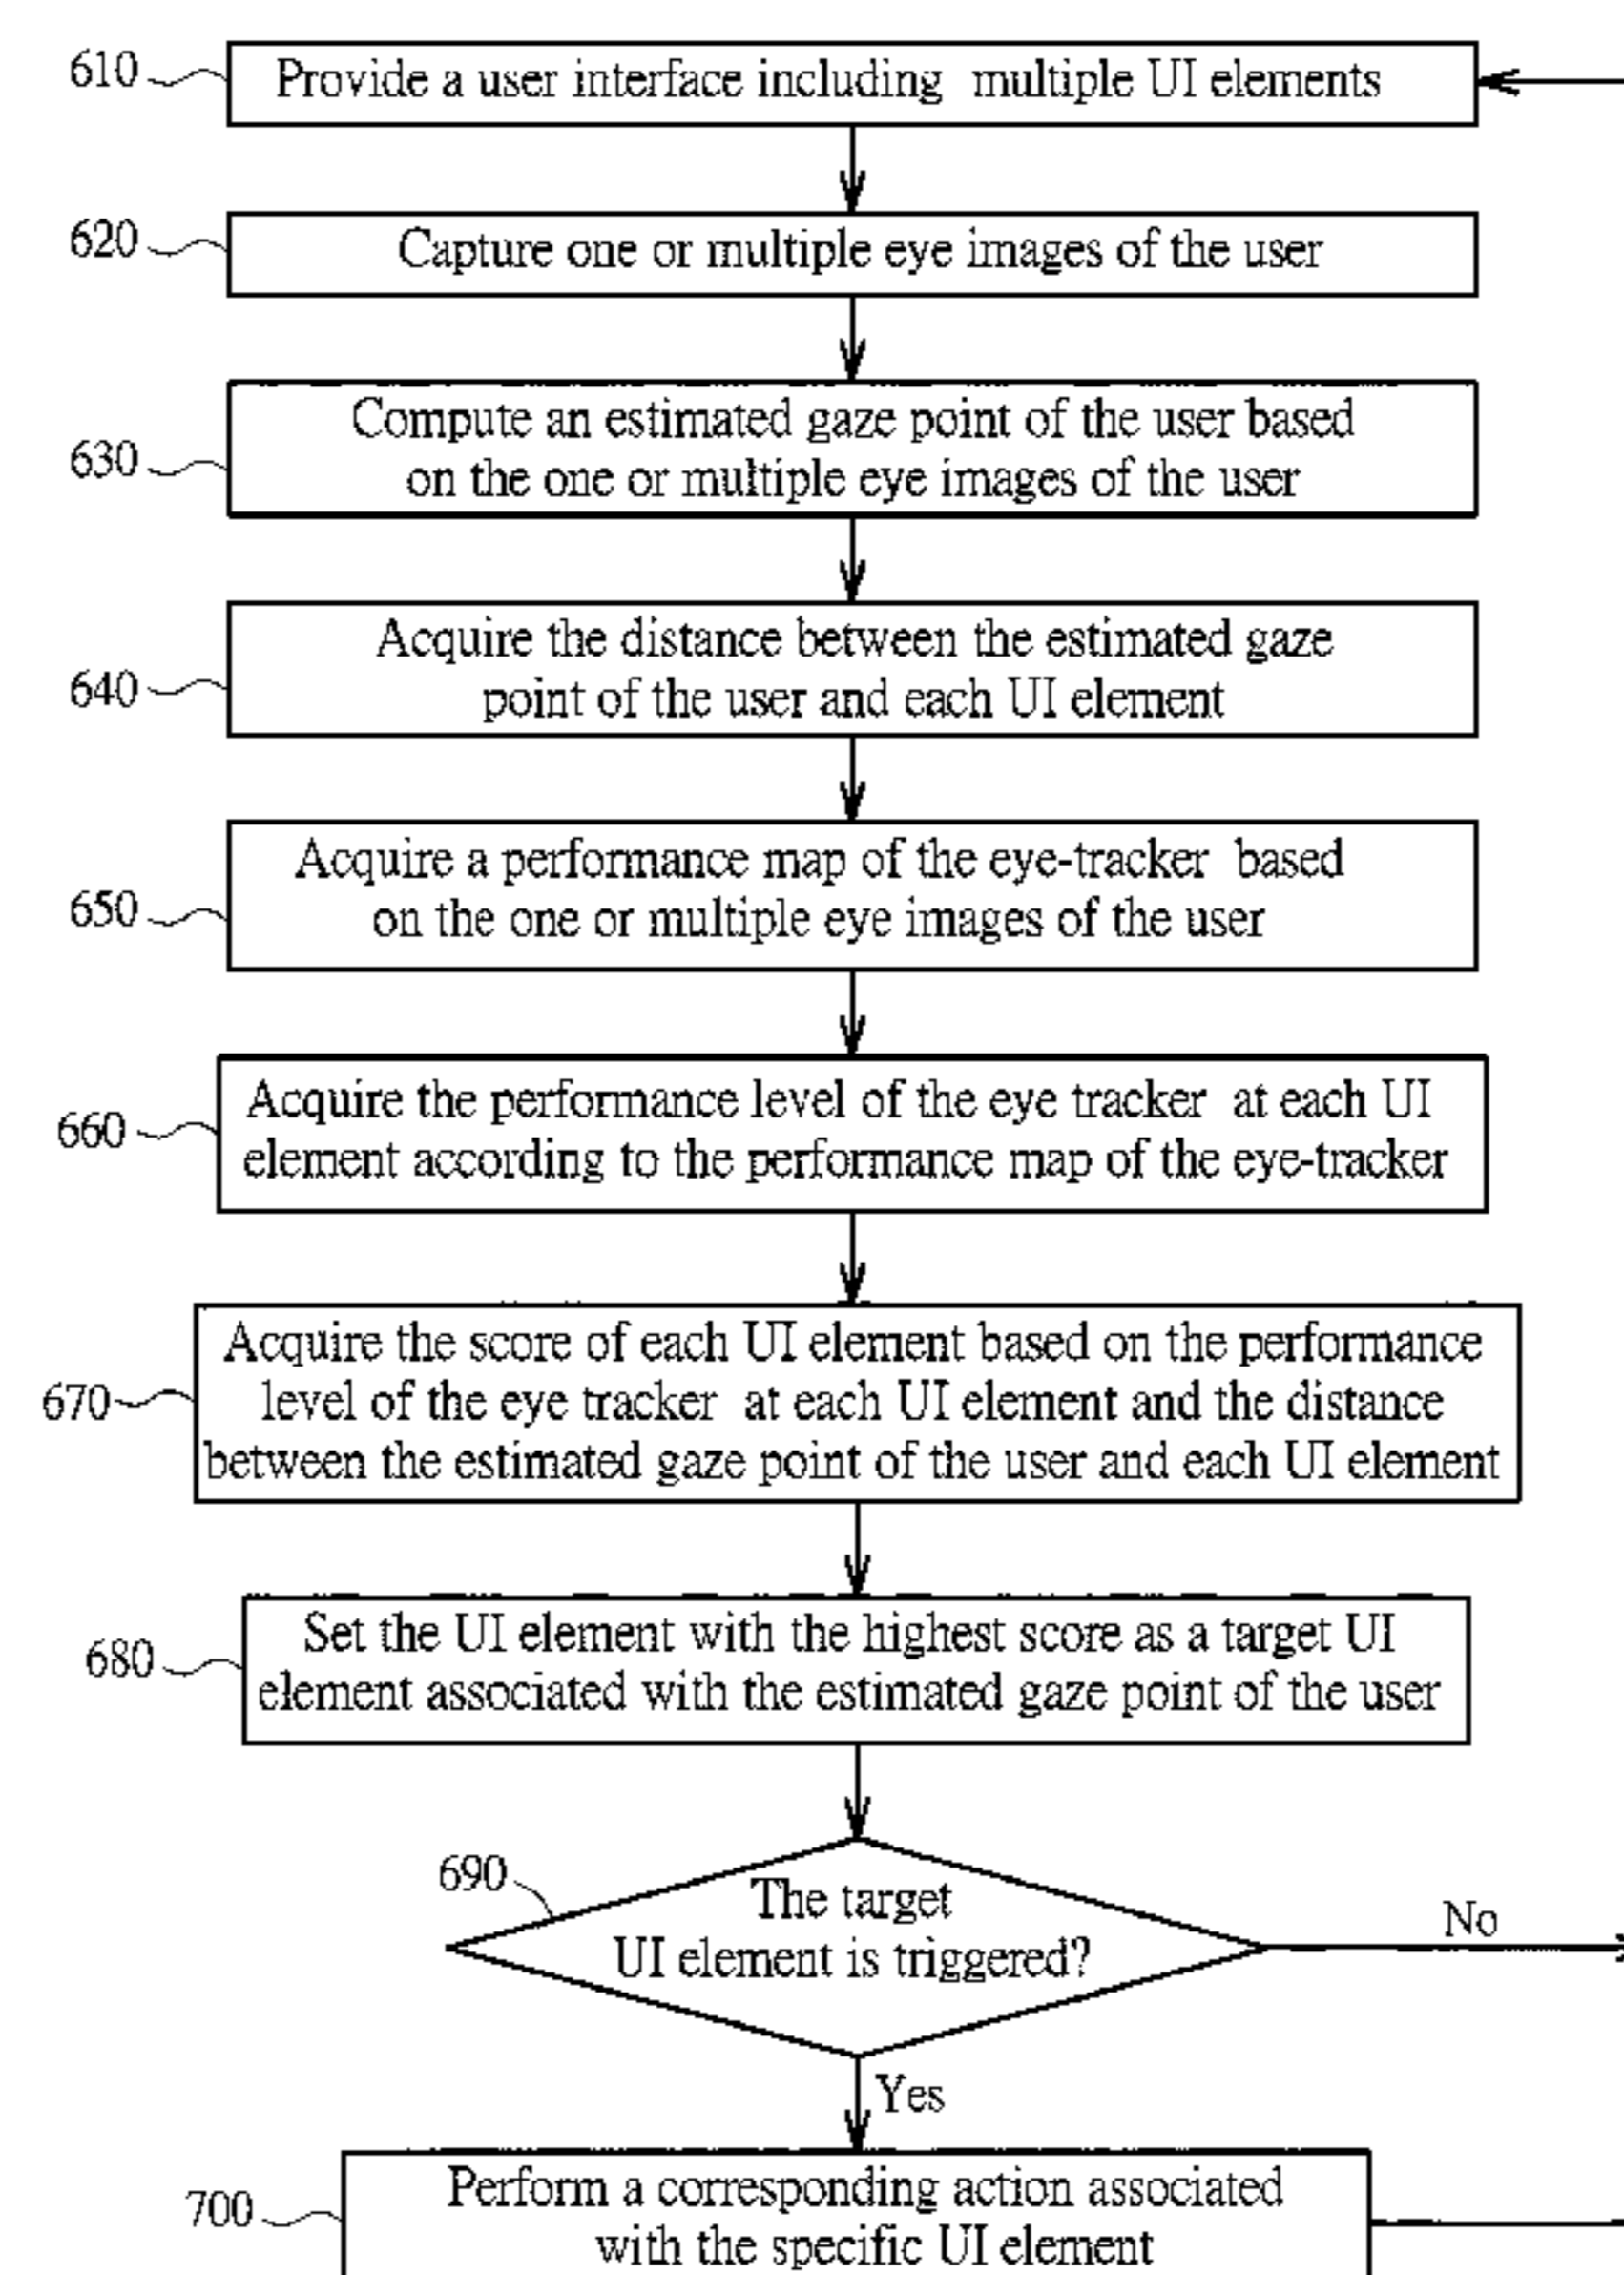 610
Provide a user interface including multiple UI elements
620
Capture one or multiple eye images of the user
630
Compute an estimated gaze point of the user based
on the one or multiple eye images of the user
640
Acquire the distance between the estimated gaze
point of the user and each UI element
650
Acquire a performance map of the eye-tracker based
on the one or multiple eye images of the user
660
Acquire the performance level of the eye tracker at each UI
element according to the performance map of the eye-tracker
670
Acquire the score of each UI element based on the performance
level of the eye tracker at each UI element and the distance
between the estimated gaze point of the user and each UI element
680
Set the UI element with the highest score as a target UI
element associated with the estimated gaze point of the user
690
The target
UI element is triggered?
No
Yes
700
Perform a corresponding action associated
with the specific UI element